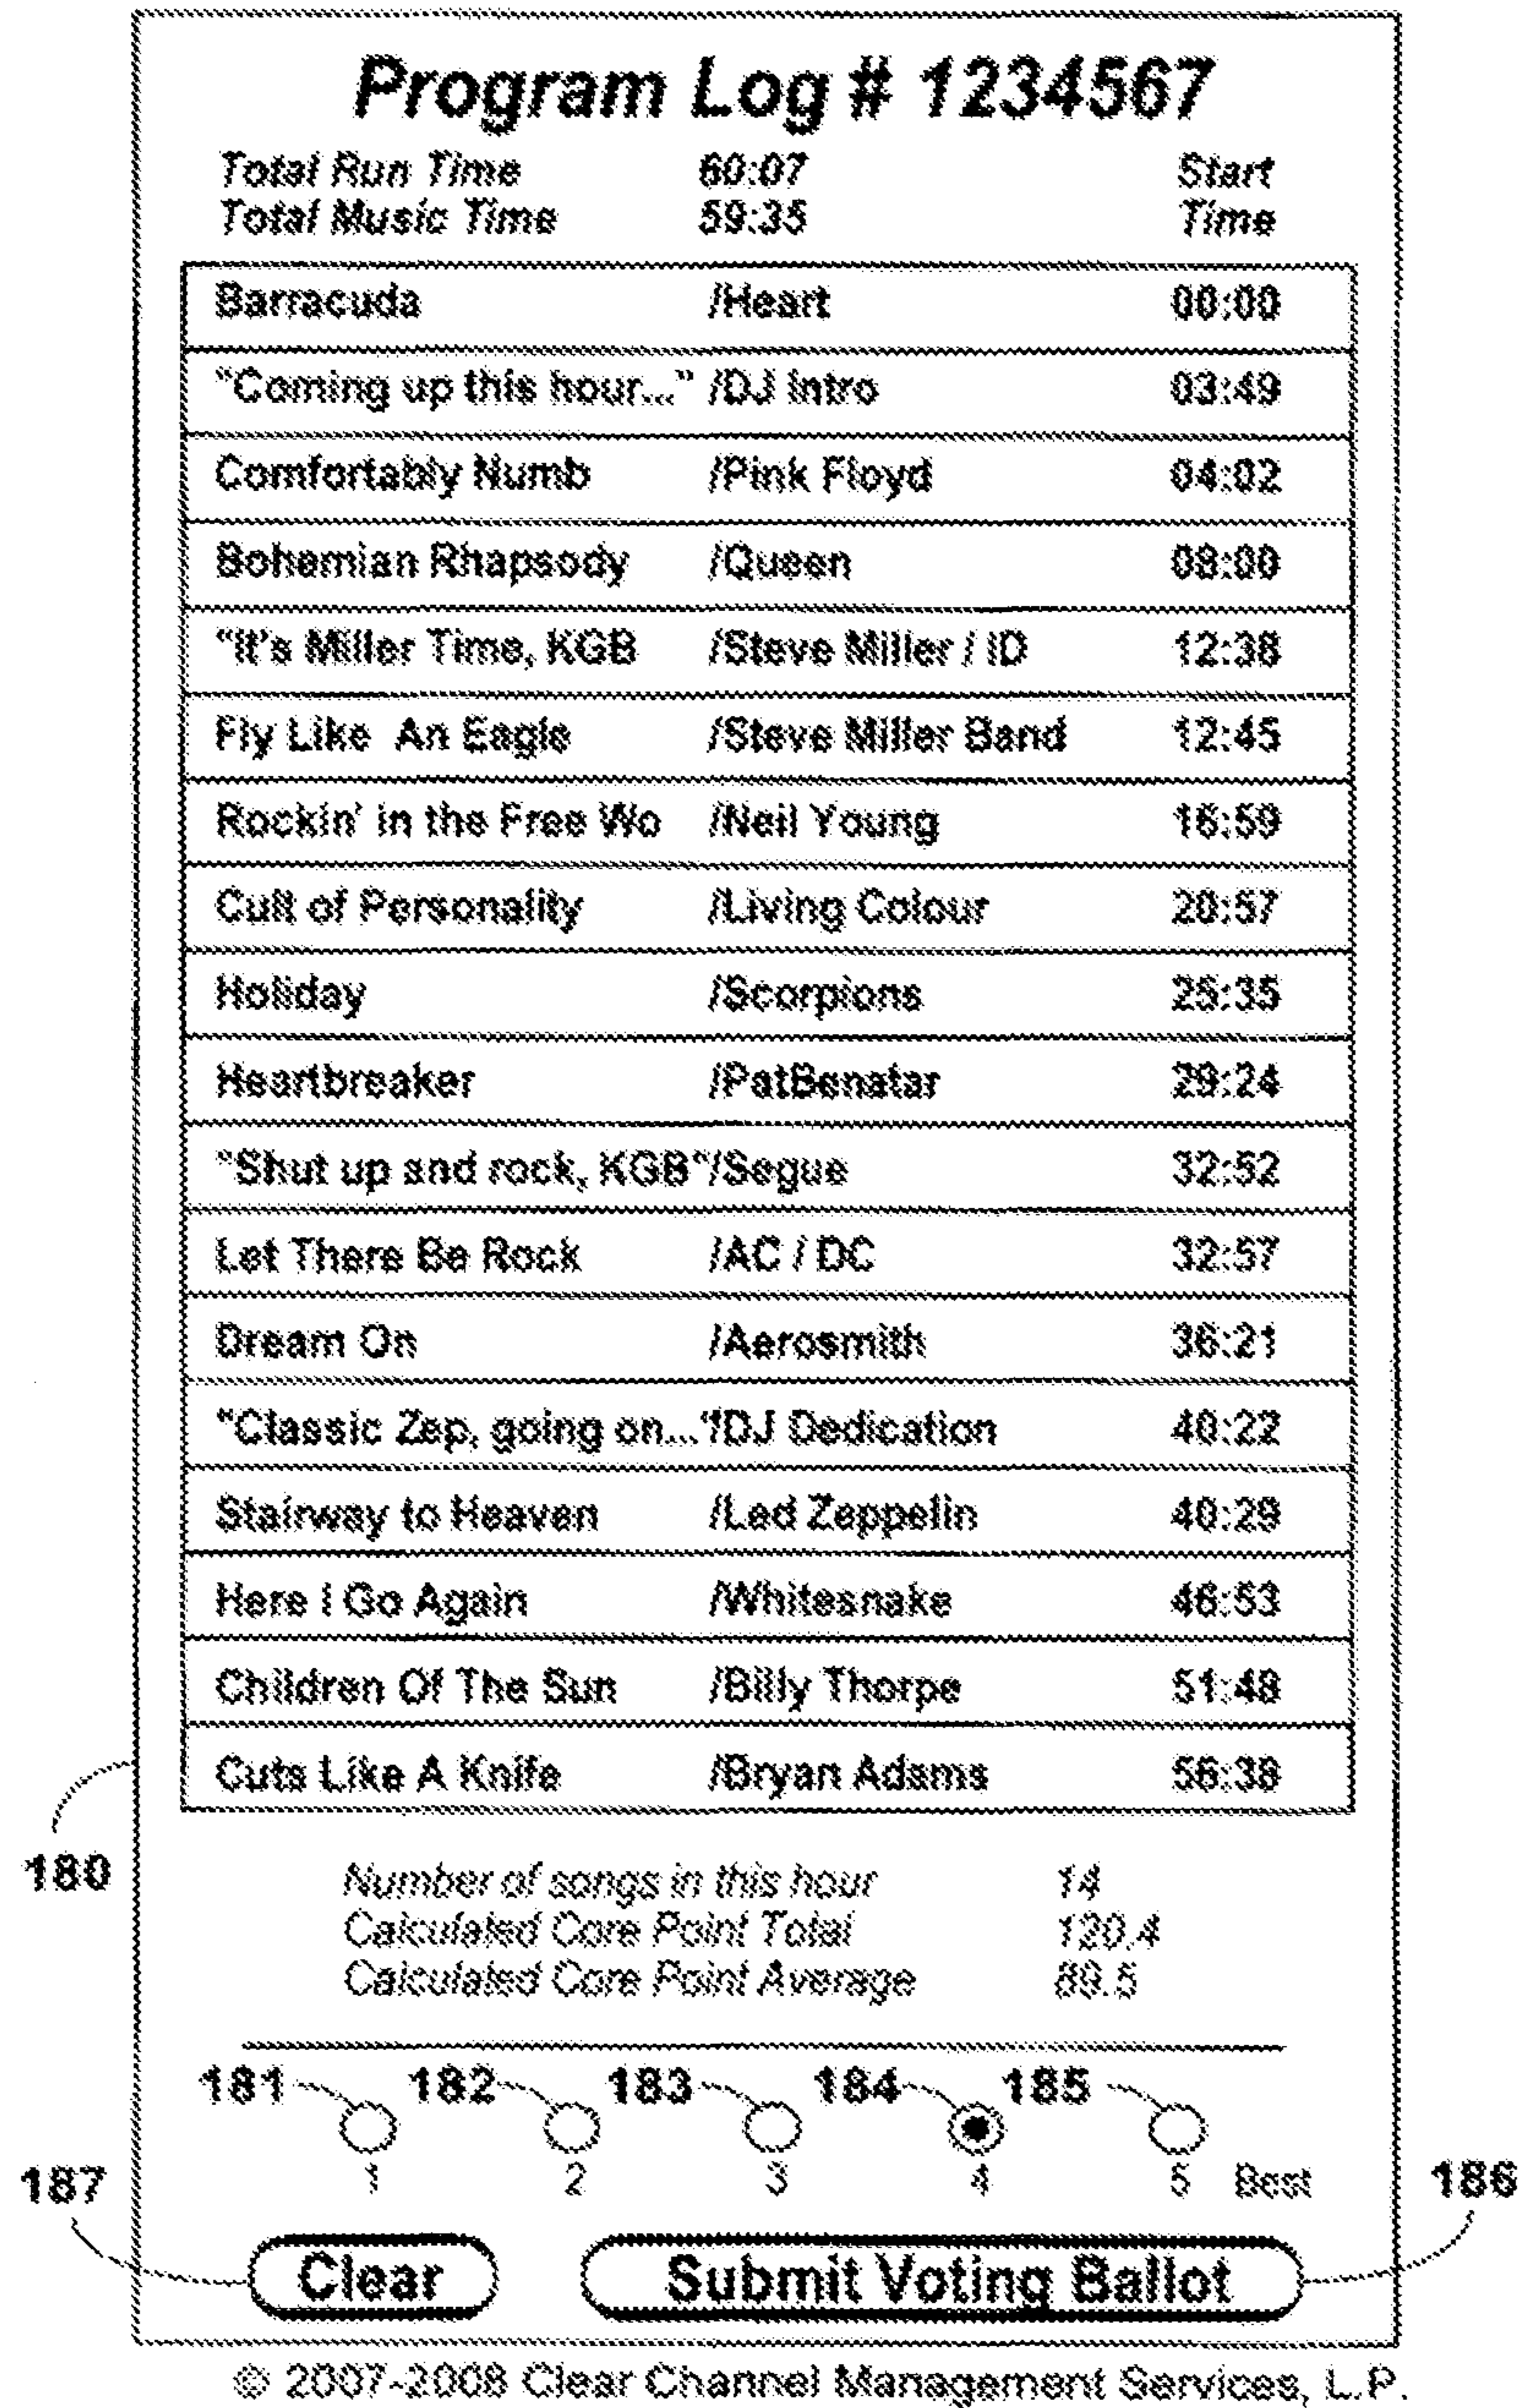 Program Log # 1234567
Total Run Time 60:07 Start
Total Music Time 59:35 Time
Barracuda /Heart 00:00
"Coming up this hour..." /DJ Intro 03:49
Comfortably Numb /Pink Floyd 04:02
Bohemian Rhapsody /Queen 08:00
"It's Miller Time, KGB /Steve Miller / ID 12:38
Fly Like An Eagle /Steve Miller Band 12:45
Rockin' in the Free Wo /Neil Young 16:59
Cult of Personality /Living Colour 20:57
Holiday /Scorpions 25:35
Heartbreaker /PatBenatar 29:24
"Shut up and rock, KGB"/Segue 32:52
Let There Be Rock /AC / DC 32:57
Dream On /Aerosmith 36:21
"Classic Zep, going on..."/DJ Dedication 40:22
Stairway to Heaven /Led Zeppelin 40:29
Here I Go Again /Whitesnake 46:53
Children Of The Sun /Billy Thorpe 51:48
Cuts Like A Knife /Bryan Adams 56:38
180
Number of songs in this hour 14
Calculated Core Point Total 120.4
Calculated Core Point Average 89.5
181 182 183 184 185
1 2 3 4 5 Best
187 186
Clear Submit Voting Ballot
© 2007-2008 Clear Channel Management Services, L.P.